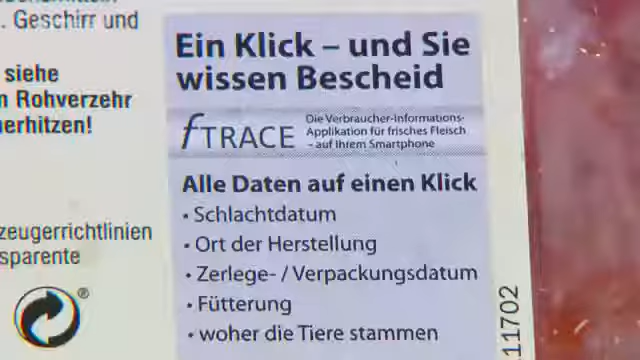 . Geschirr und
siehe
Rohverzehr
erhitzen!
zeugerrichtlinien
sparente
®
Ein Klick – und Sie
wissen Bescheid
fTRACE
Die Verbraucher-Informations-
Applikation für frisches Fleisch
– auf Ihrem Smartphone
Alle Daten auf einen Klick
• Schlachtdatum
• Ort der Herstellung
• Zerlege- / Verpackungsdatum
• Fütterung
• woher die Tiere stammen
11702